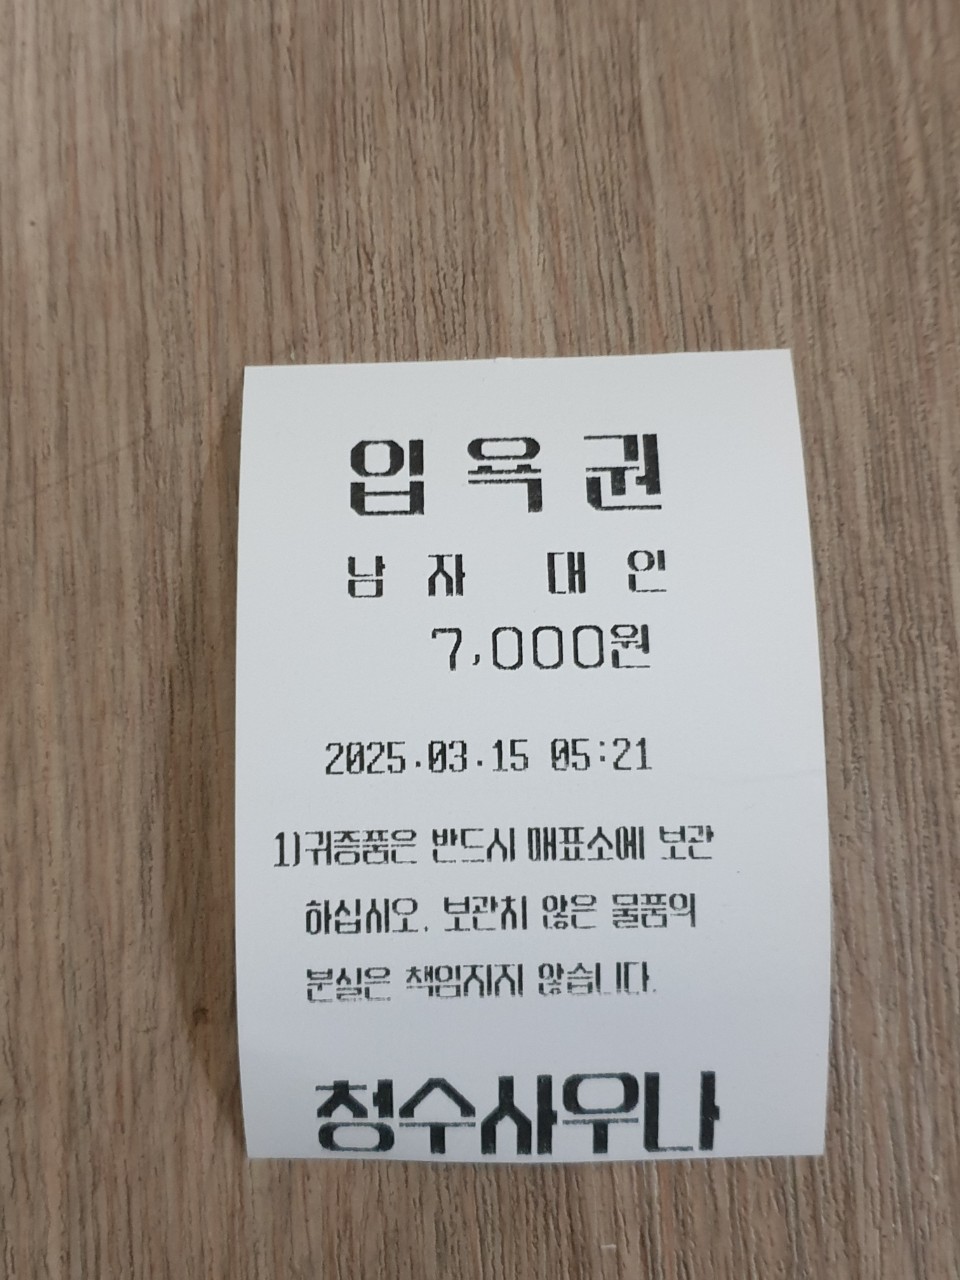 입욕권
남자 대인
7,000원
2025.03.15 05:21
1)귀중품은 반드시 매표소에 보관
하십시오. 보관치 않은 물품의
분실은 책임지지 않습니다.
청수사우나